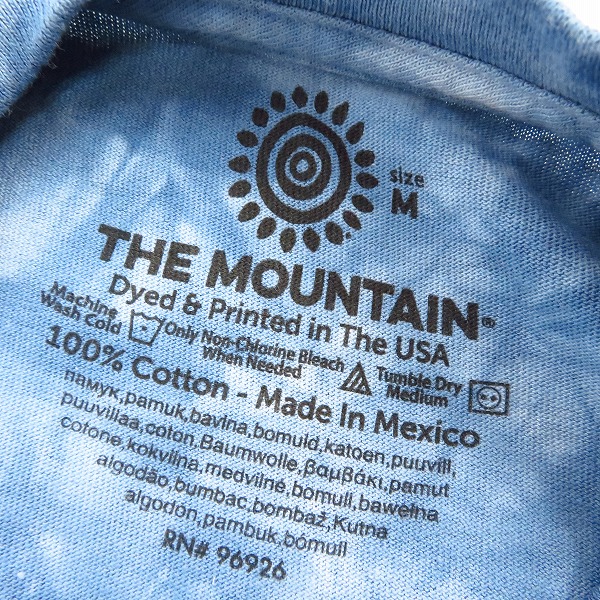 size
M
THE MOUNTAIN®
Dyed & Printed in The USA
Machine
Wash Cold
Only Non-Chlorine Bleach
When Needed
Tumble Dry
Medium
100% Cotton - Made In Mexico
памук,pamuk,bavlna,bomuld,katoen,puuvill,
puuvillaa,coton,Baumwolle,βαμβάκι,pamut
cotone,kokvilna,medvilnė,bomull,bawełna
algodão,bumbac,bombaž,Kutna
algodón,pambuk,bómull
RN# 96926